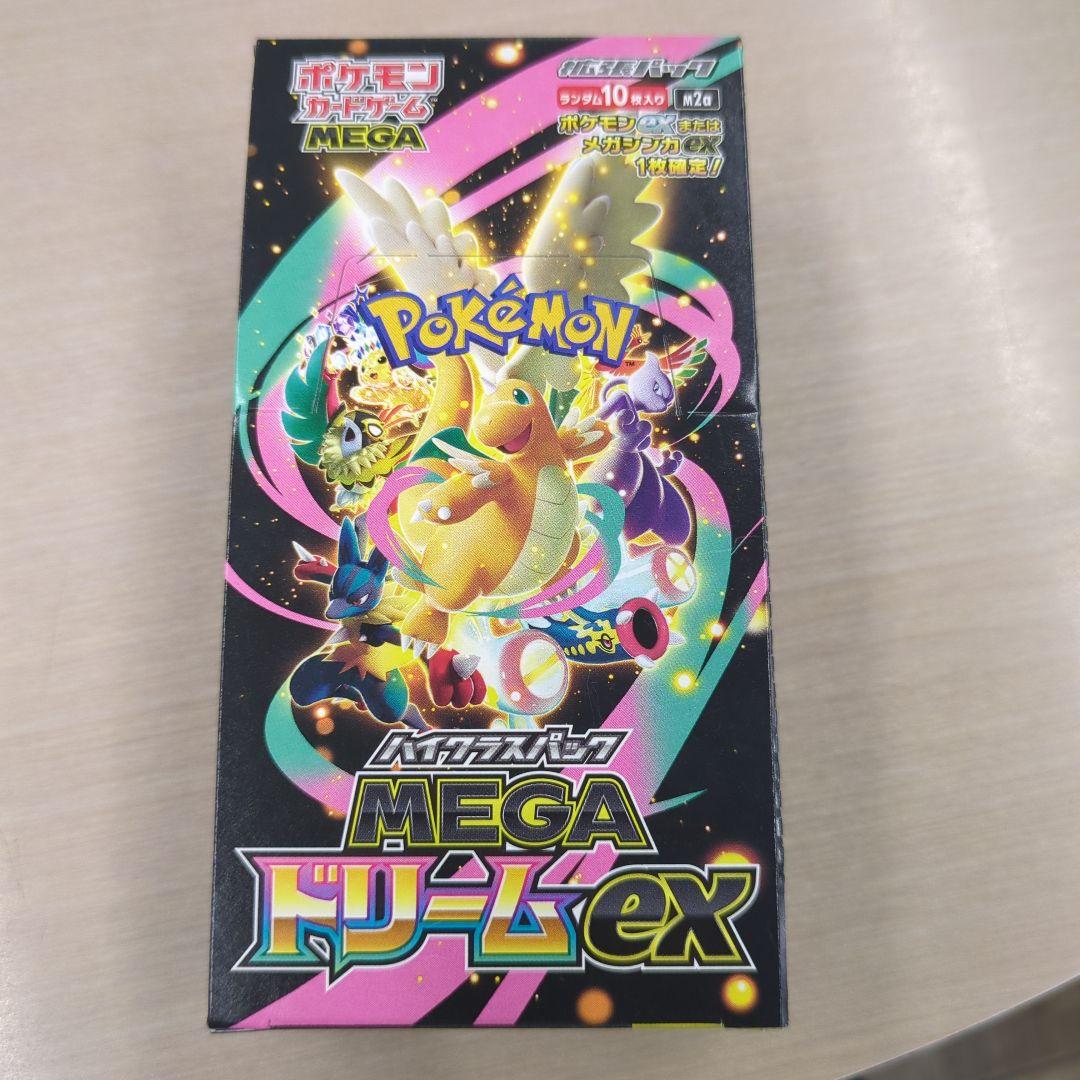 ポケモン
カードゲーム
MEGA
拡張パック
ランダム10枚入り M2a
ポケモンexまたは
メガシンカex
1枚確定!
POKéMON
TM
ハイクラスパック
MEGA
ドリームex